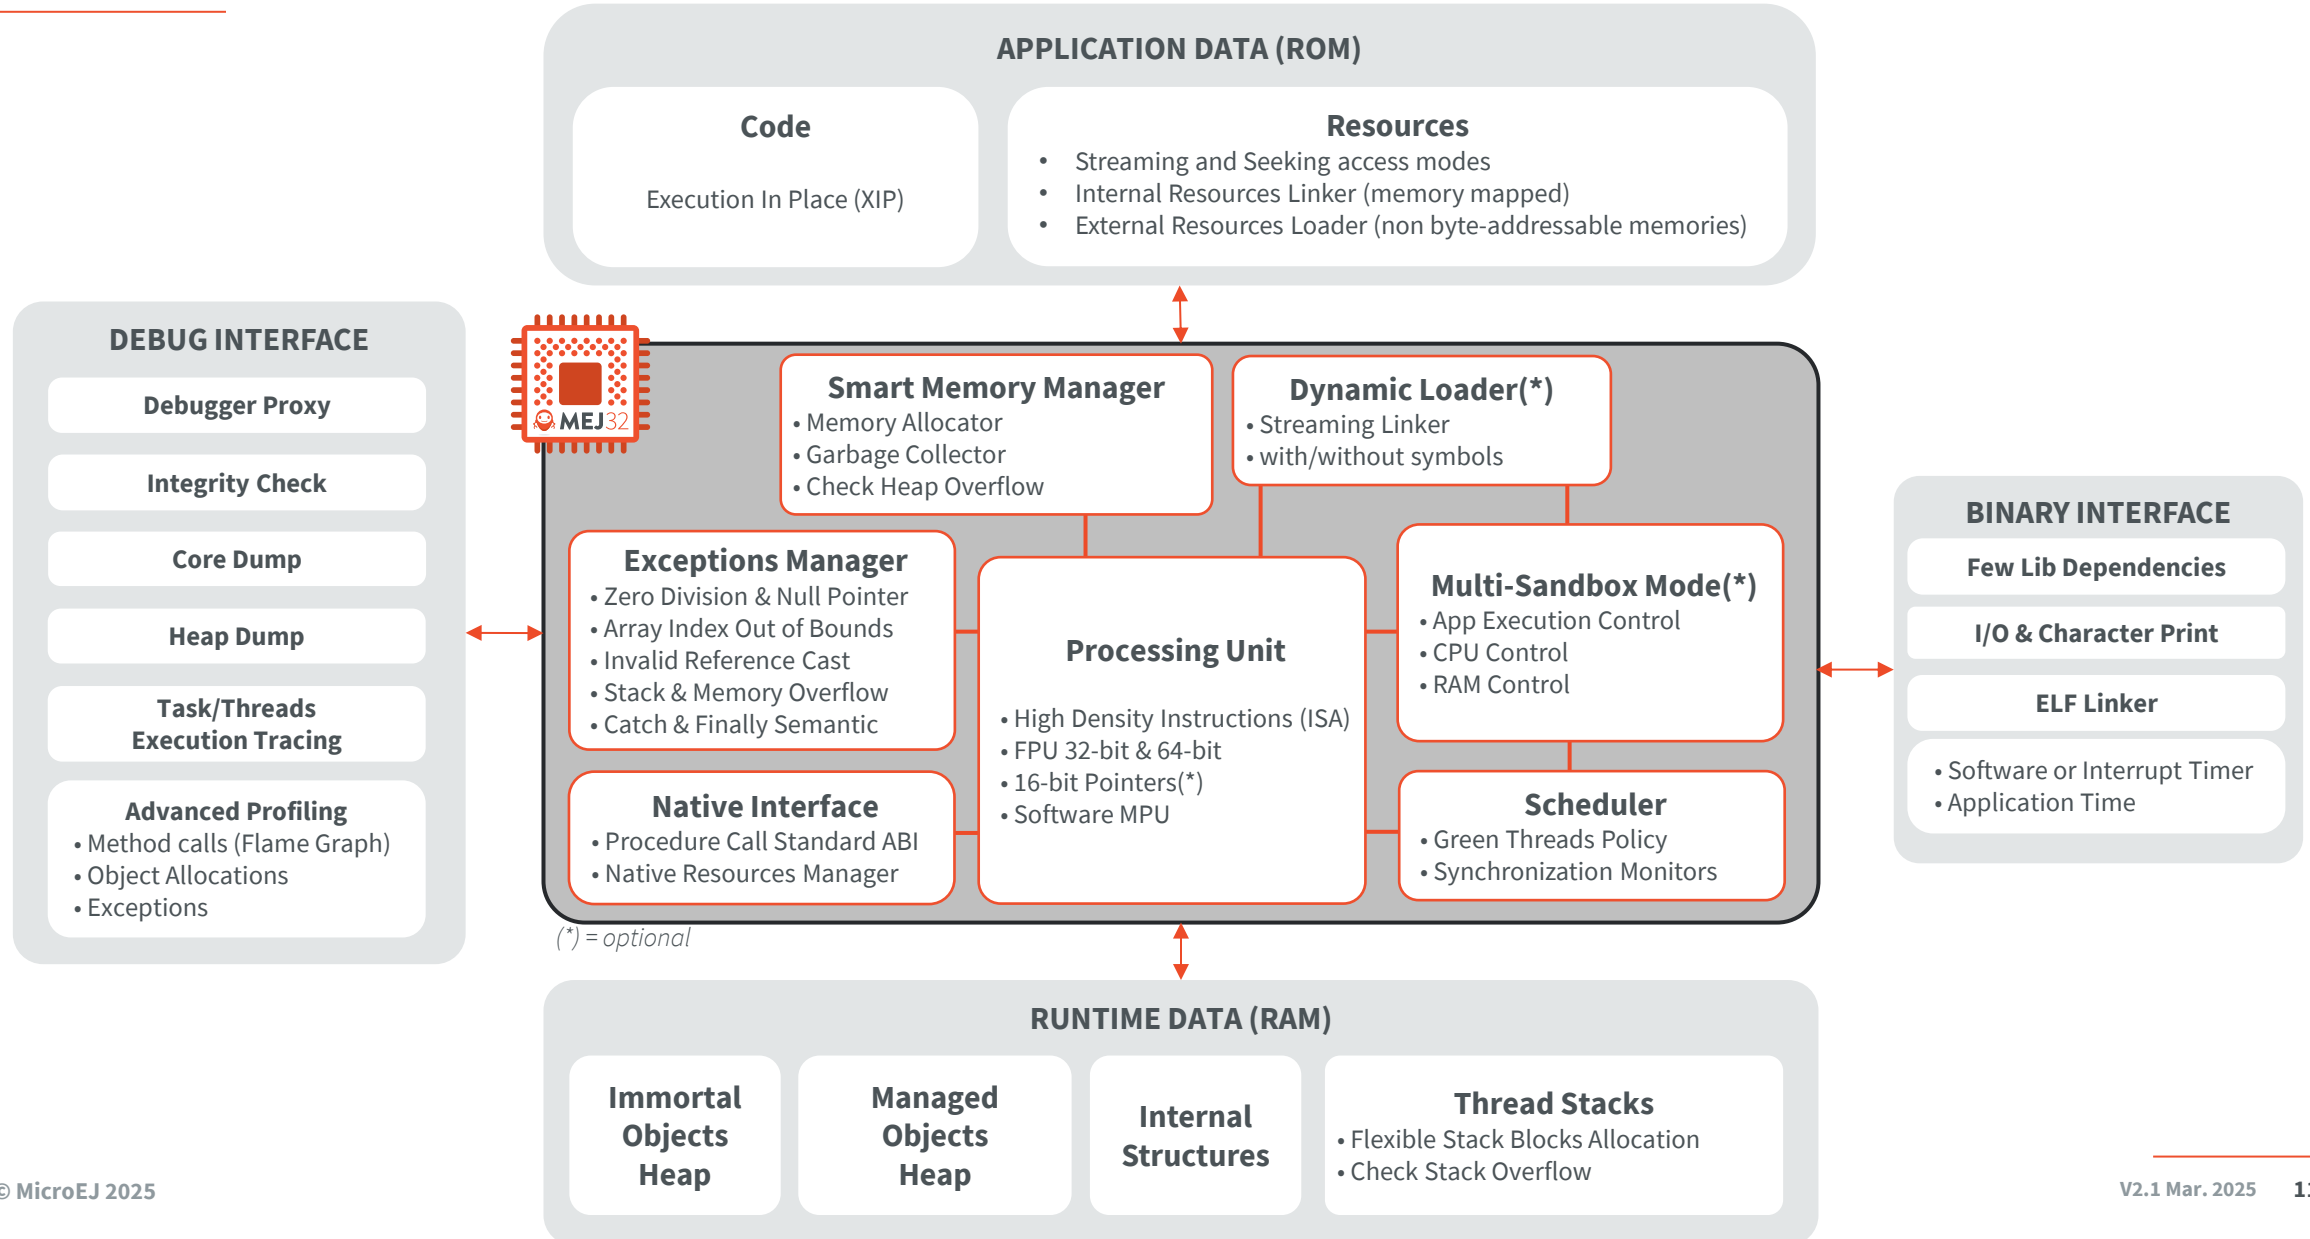 APPLICATION DATA (ROM)
Code
Execution In Place (XIP)
Resources
• Streaming and Seeking access modes
• Internal Resources Linker (memory mapped)
• External Resources Loader (non byte-addressable memories)
DEBUG INTERFACE
Debugger Proxy
Integrity Check
Core Dump
Heap Dump
Task/Threads
Execution Tracing
Advanced Profiling
• Method calls (Flame Graph)
• Object Allocations
• Exceptions
MEJ32
Smart Memory Manager
• Memory Allocator
• Garbage Collector
• Check Heap Overflow
Dynamic Loader(*)
• Streaming Linker
• with/without symbols
Exceptions Manager
• Zero Division & Null Pointer
• Array Index Out of Bounds
• Invalid Reference Cast
• Stack & Memory Overflow
• Catch & Finally Semantic
Processing Unit
• High Density Instructions (ISA)
• FPU 32-bit & 64-bit
• 16-bit Pointers(*)
• Software MPU
Multi-Sandbox Mode(*)
• App Execution Control
• CPU Control
• RAM Control
Native Interface
• Procedure Call Standard ABI
• Native Resources Manager
Scheduler
• Green Threads Policy
• Synchronization Monitors
(*) = optional
BINARY INTERFACE
Few Lib Dependencies
I/O & Character Print
ELF Linker
• Software or Interrupt Timer
• Application Time
RUNTIME DATA (RAM)
Immortal
Objects
Heap
Managed
Objects
Heap
Internal
Structures
Thread Stacks
• Flexible Stack Blocks Allocation
• Check Stack Overflow
© MicroEJ 2025
V2.1 Mar. 2025